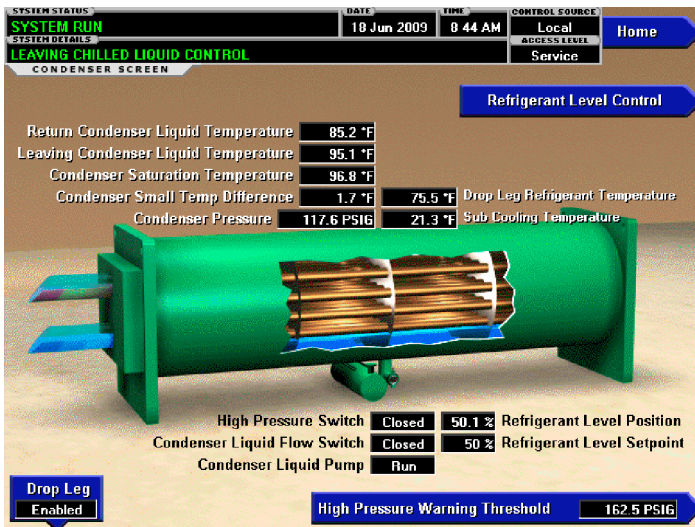 SYSTEM STATUS
DATE
TIME
CONTROL SOURCE
SYSTEM RUN
18 Jun 2009
8 44 AM
Local
Home
SYSTEM DETAILS
ACCESS LEVEL
LEAVING CHILLED LIQUID CONTROL
Service
CONDENSER SCREEN
Refrigerant Level Control
Return Condenser Liquid Temperature 85.2 °F
Leaving Condenser Liquid Temperature 95.1 °F
Condenser Saturation Temperature 96.8 °F
Condenser Small Temp Difference 1.7 °F 75.5 °F Drop Leg Refrigerant Temperature
Condenser Pressure 117.6 PSIG 21.3 °F Sub Cooling Temperature
High Pressure Switch Closed 50.1 % Refrigerant Level Position
Condenser Liquid Flow Switch Closed 50 % Refrigerant Level Setpoint
Condenser Liquid Pump Run
Drop Leg
Enabled
High Pressure Warning Threshold 162.5 PSIG